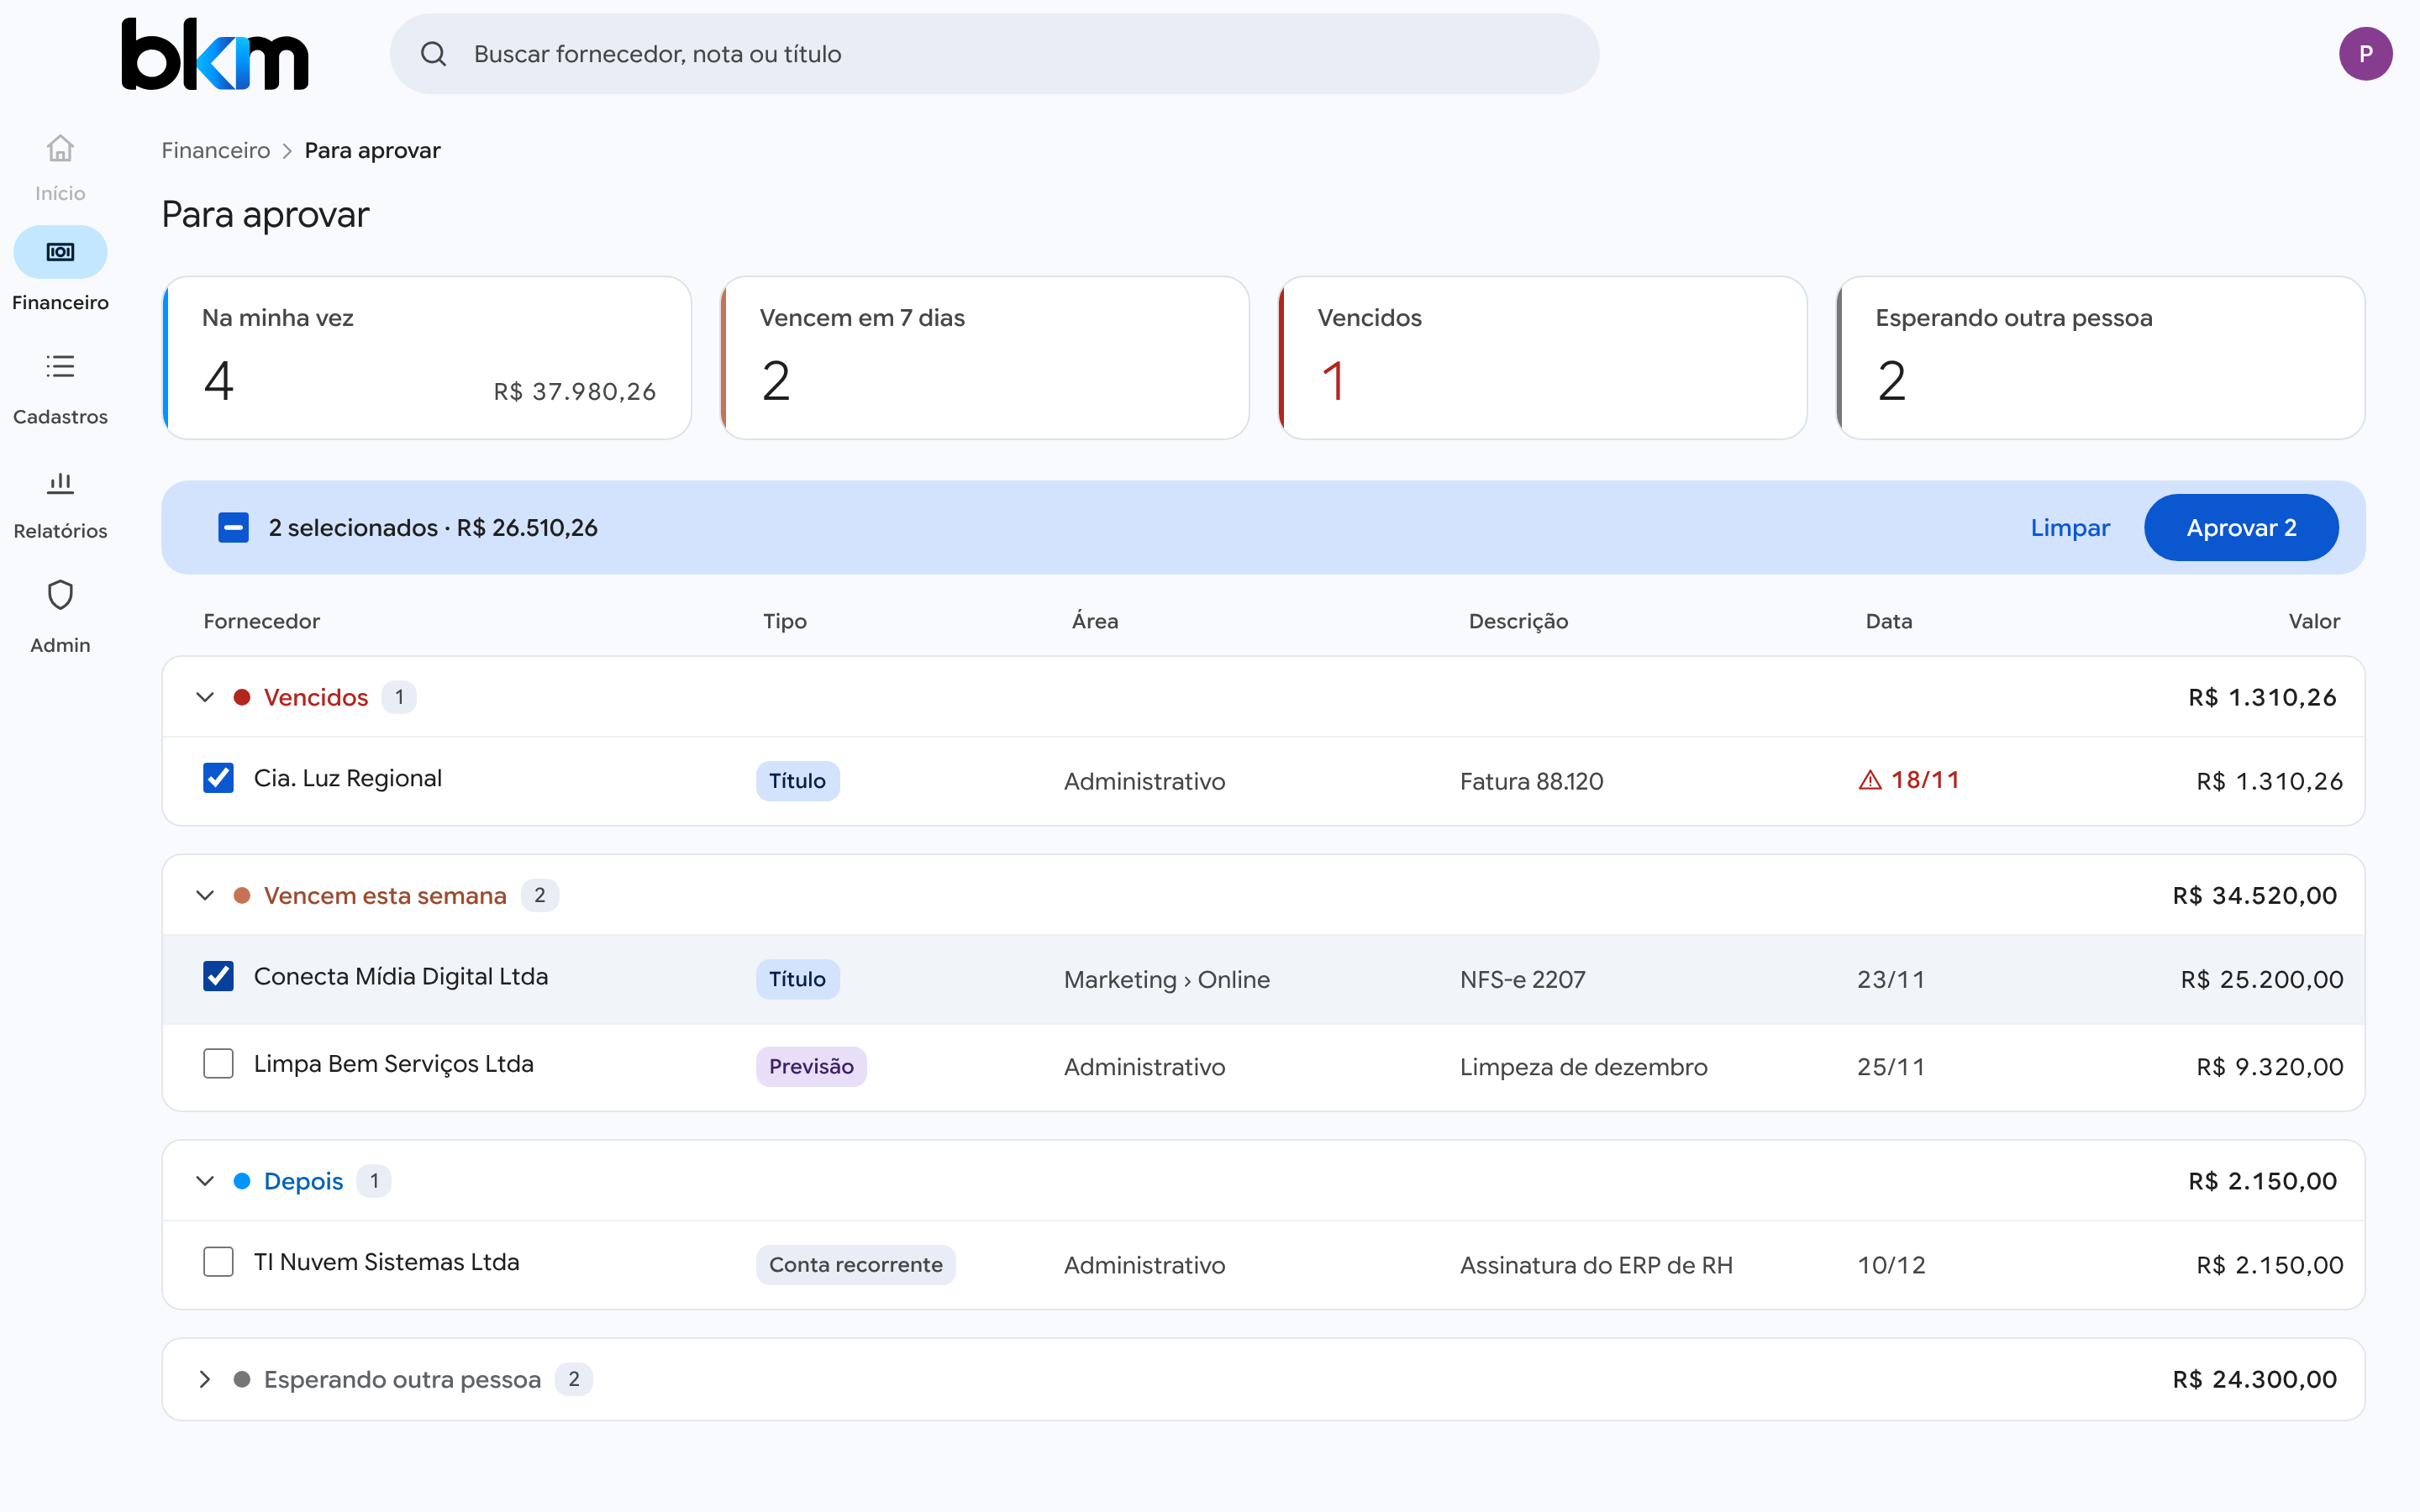 bkm
Buscar fornecedor, nota ou título
P
Início
Financeiro
Cadastros
Relatórios
Admin
Financeiro > Para aprovar
Para aprovar
Na minha vez
4 R$ 37.980,26
Vencem em 7 dias
2
Vencidos
1
Esperando outra pessoa
2
2 selecionados · R$ 26.510,26 Limpar Aprovar 2
Fornecedor Tipo Área Descrição Data Valor
Vencidos 1 R$ 1.310,26
Cia. Luz Regional Título Administrativo Fatura 88.120 18/11 R$ 1.310,26
Vencem esta semana 2 R$ 34.520,00
Conecta Mídia Digital Ltda Título Marketing › Online NFS-e 2207 23/11 R$ 25.200,00
Limpa Bem Serviços Ltda Previsão Administrativo Limpeza de dezembro 25/11 R$ 9.320,00
Depois 1 R$ 2.150,00
TI Nuvem Sistemas Ltda Conta recorrente Administrativo Assinatura do ERP de RH 10/12 R$ 2.150,00
Esperando outra pessoa 2 R$ 24.300,00